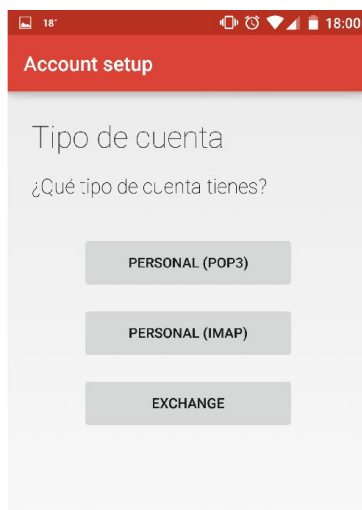 18° 18:00
Account setup
Tipo de cuenta
¿Qué tipo de cuenta tienes?
PERSONAL (POP3)
PERSONAL (IMAP)
EXCHANGE